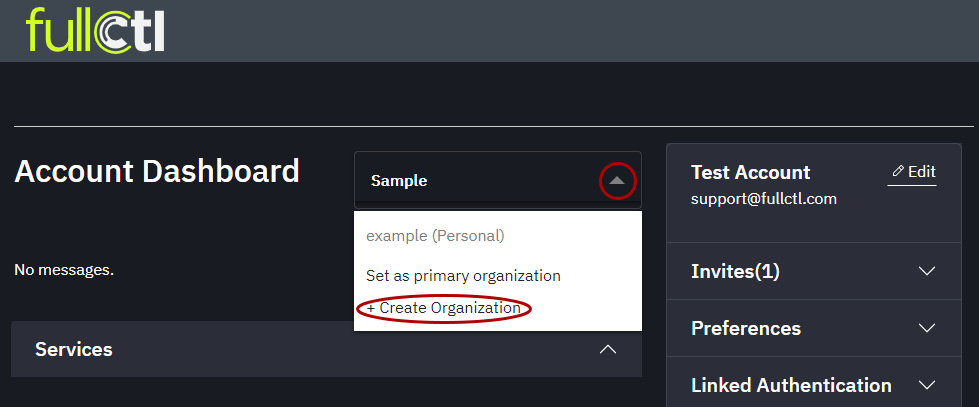 fullctl
Account Dashboard
Sample
example (Personal)
Set as primary organization
+ Create Organization
No messages.
Services
Test Account
Edit
support@fullctl.com
Invites(1)
Preferences
Linked Authentication